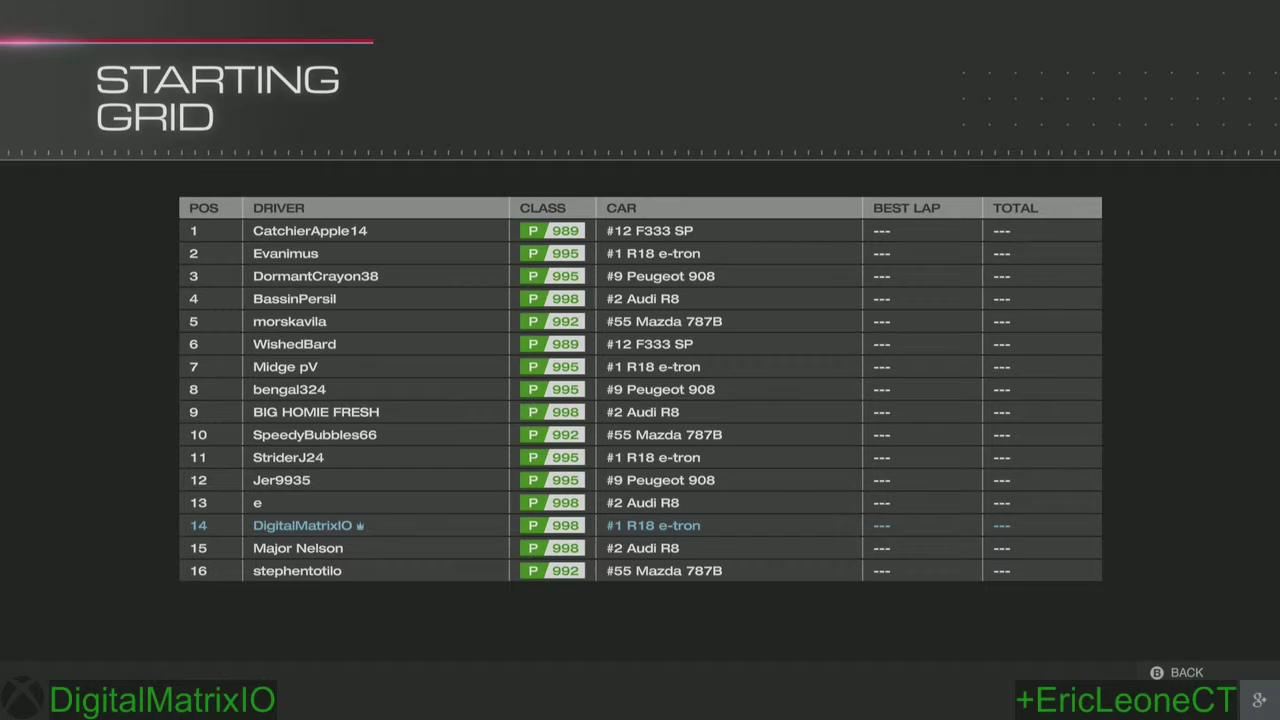 STARTING
GRID
POS DRIVER CLASS CAR BEST LAP TOTAL
1 CatchierApple14 P 989 #12 F333 SP --- ---
2 Evanimus P 995 #1 R18 e-tron --- ---
3 DormantCrayon38 P 995 #9 Peugeot 908 --- ---
4 BassinPersil P 998 #2 Audi R8 --- ---
5 morskavila P 992 #55 Mazda 787B --- ---
6 WishedBard P 989 #12 F333 SP --- ---
7 Midge pV P 995 #1 R18 e-tron --- ---
8 bengal324 P 995 #9 Peugeot 908 --- ---
9 BIG HOMIE FRESH P 998 #2 Audi R8 --- ---
10 SpeedyBubbles66 P 992 #55 Mazda 787B --- ---
11 StriderJ24 P 995 #1 R18 e-tron --- ---
12 Jer9935 P 995 #9 Peugeot 908 --- ---
13 e P 998 #2 Audi R8 --- ---
14 DigitalMatrixIO P 998 #1 R18 e-tron --- ---
15 Major Nelson P 998 #2 Audi R8 --- ---
16 stephentotilo P 992 #55 Mazda 787B --- ---
B BACK
DigitalMatrixIO +EricLeoneCT g+